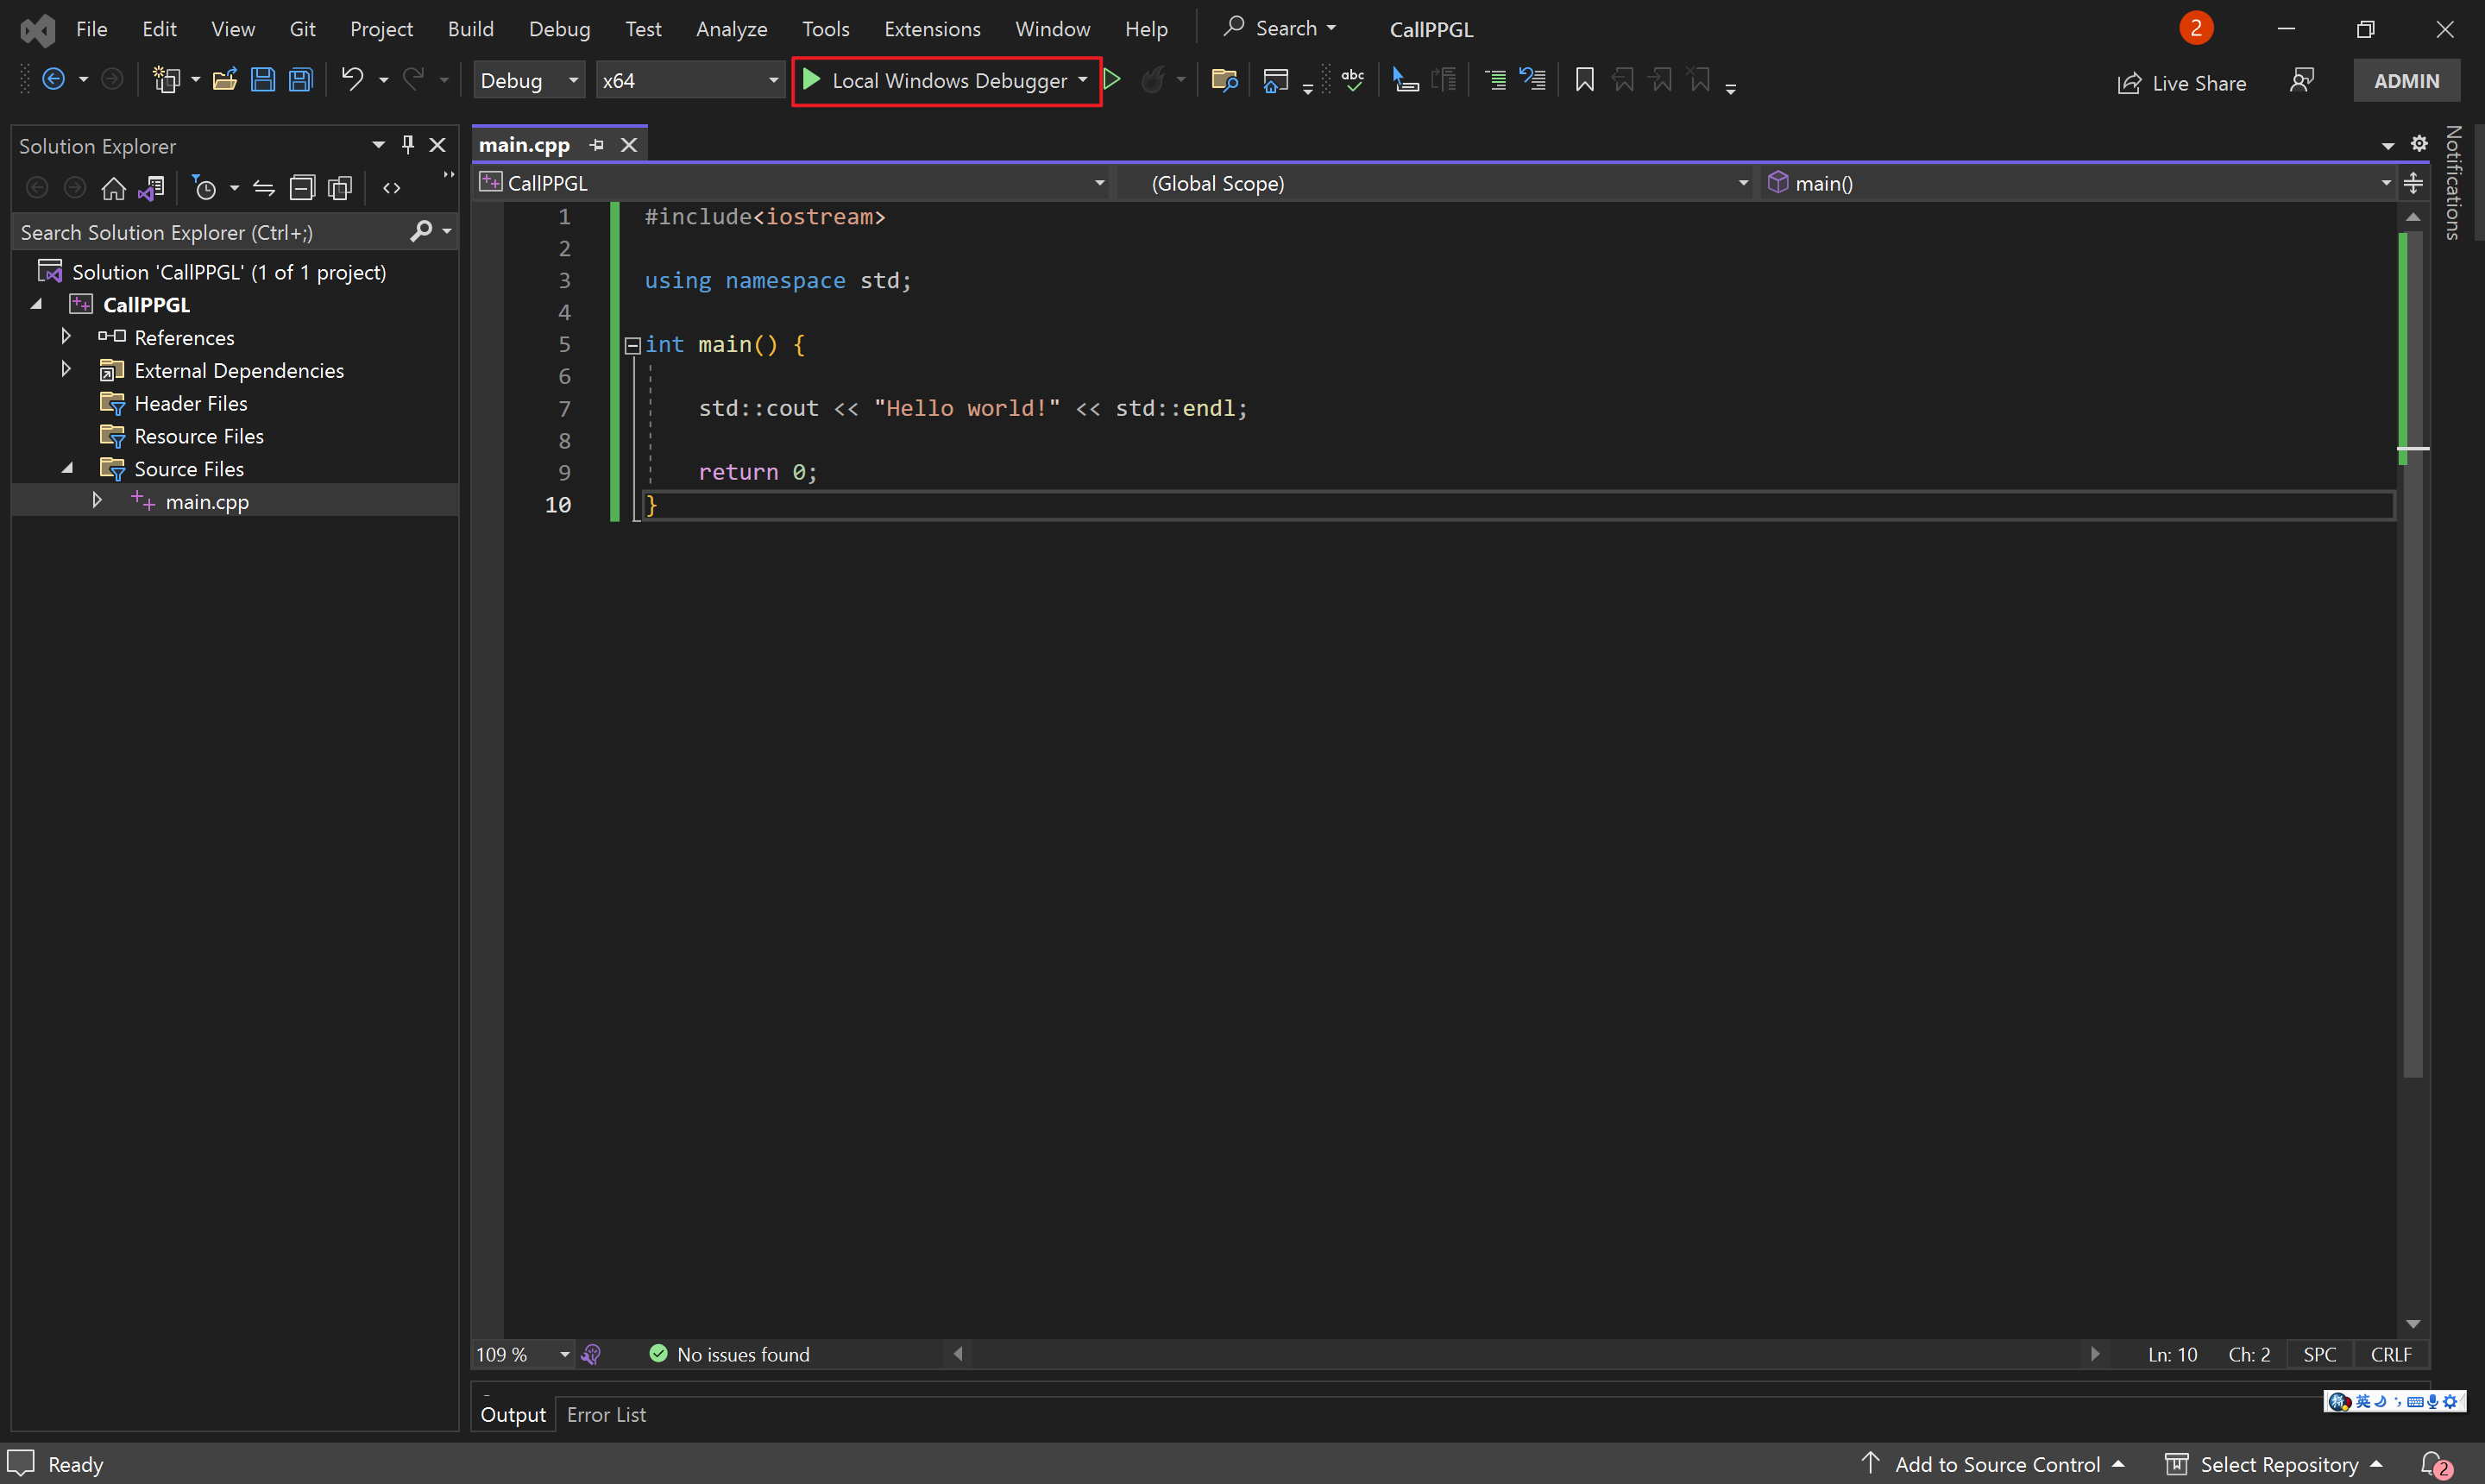 File Edit View Git Project Build Debug Test Analyze Tools Extensions Window Help Search CallPPGL 2
Debug x64 Local Windows Debugger abc Live Share ADMIN
Solution Explorer
Search Solution Explorer (Ctrl+;)
Solution 'CallPPGL' (1 of 1 project)
CallPPGL
References
External Dependencies
Header Files
Resource Files
Source Files
main.cpp
main.cpp
CallPPGL (Global Scope) main()
1 #include<iostream>
2
3 using namespace std;
4
5 int main() {
6
7 std::cout << "Hello world!" << std::endl;
8
9 return 0;
10 }
Notifications
109 % No issues found Ln: 10 Ch: 2 SPC CRLF
Output Error List
英
Ready Add to Source Control Select Repository 2